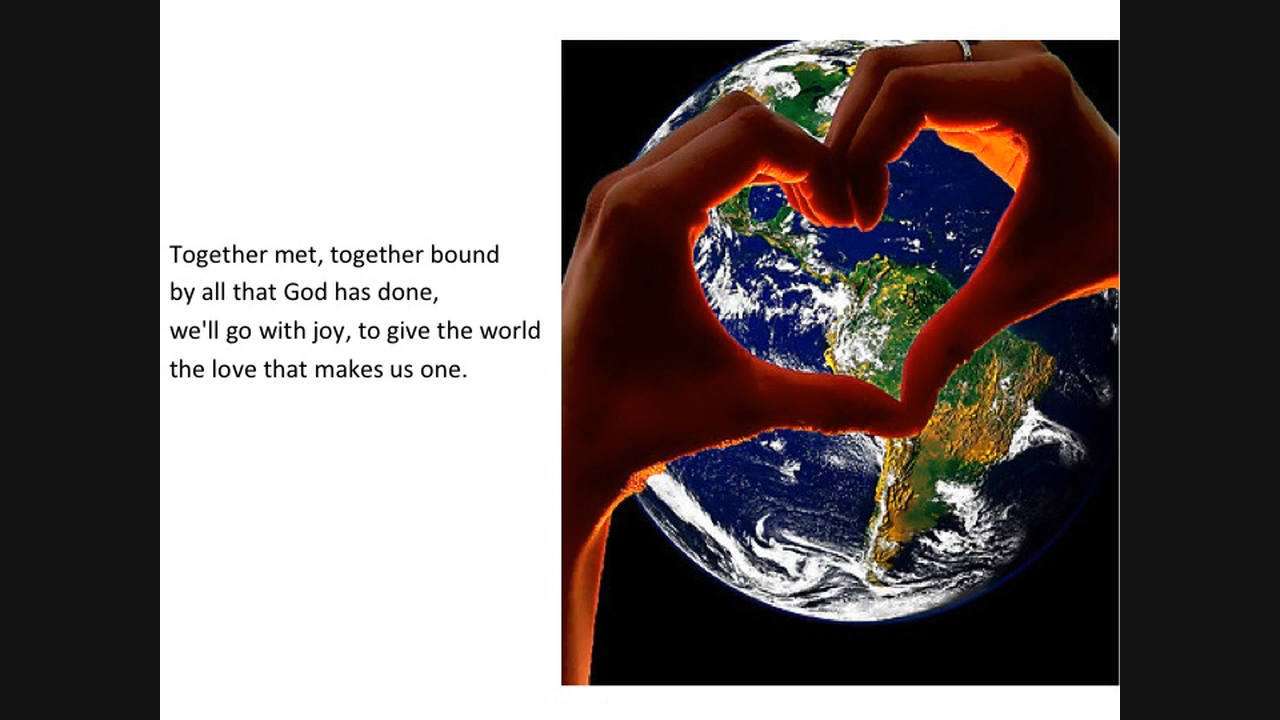 Together met, together bound
by all that God has done,
we'll go with joy, to give the world
the love that makes us one.